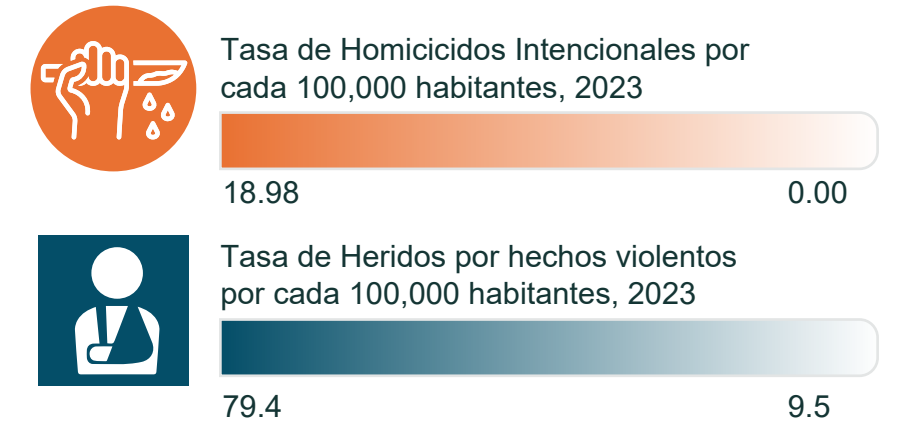 Tasa de Homicicidos Intencionales por
cada 100,000 habitantes, 2023
18.98 0.00
Tasa de Heridos por hechos violentos
por cada 100,000 habitantes, 2023
79.4 9.5